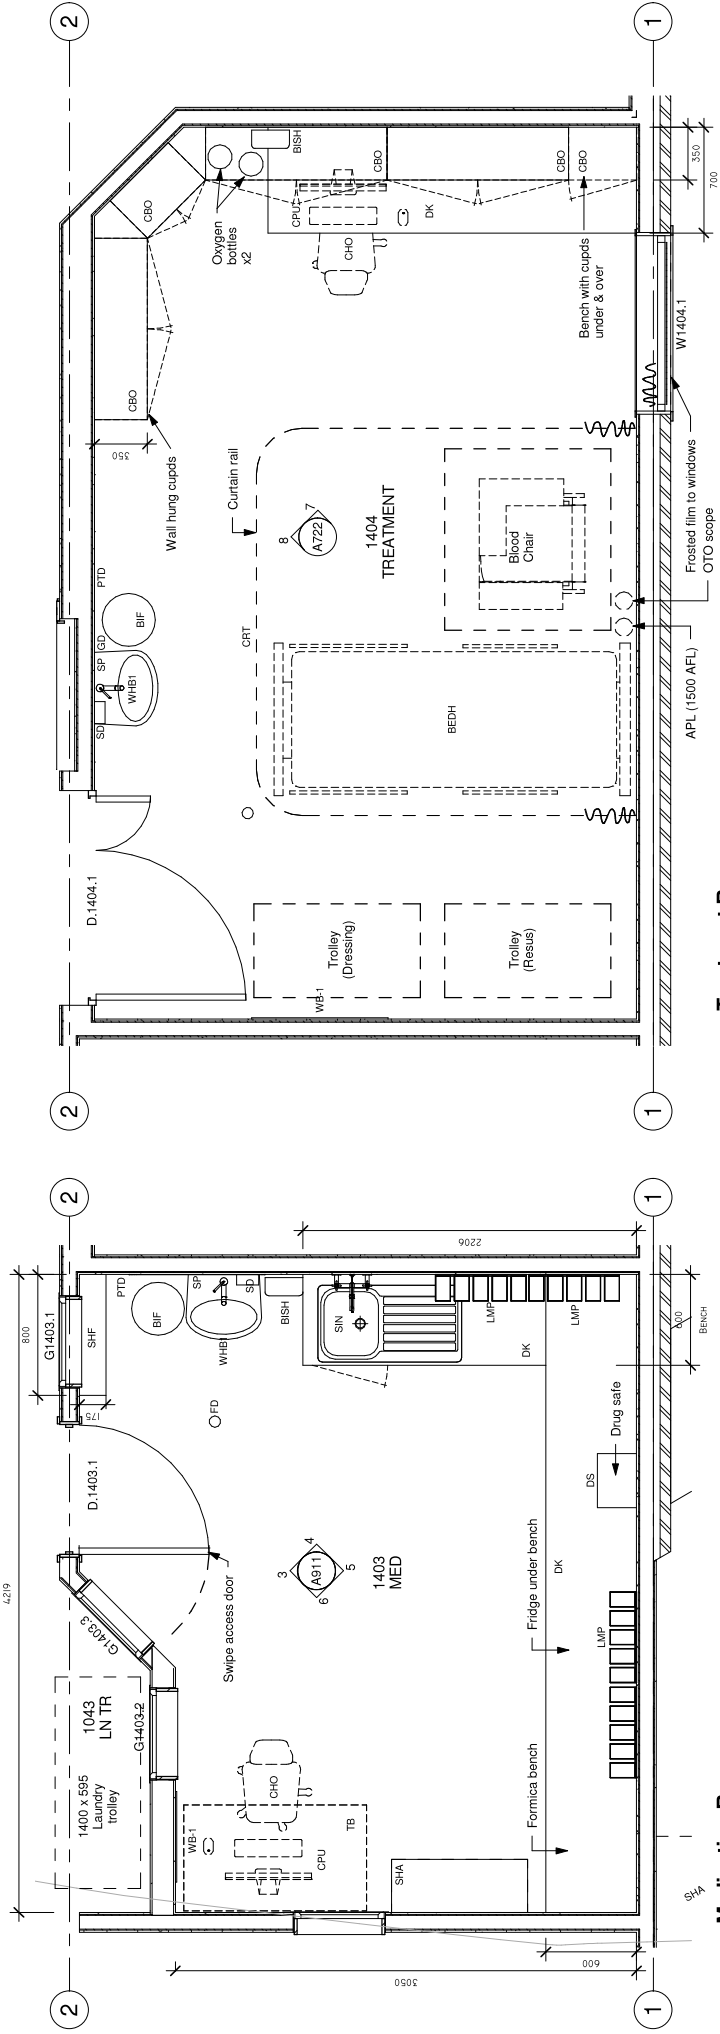 2
1
350
700
CBO
BISH
CBO
CBO
CBO
Oxygen
bottles
x2
CPU
DK
CHO
Bench with cupds
under & over
W1404.1
CBO
350
Wall hung cupds
Curtain rail
8
7
A722
1404
TREATMENT
Blood
Chair
Frosted film to windows
OTO scope
PTD
BIF
GD
SP
WHB1
SD
CRT
BEDH
APL (1500 AFL)
D.1404.1
Trolley
(Dressing)
Trolley
(Resus)
WB-1
2
1
2
1
2206
800
G1403.1
SHF
175
PTD
BIF
SP
SD
WHB1
BISH
SIN
LMP
LMP
DK
600
BENCH
FD
D.1403.1
DS
Drug safe
4219
3
4
A911
6
5
1403
MED
Swipe access door
Fridge under bench
DK
G1403.3
1043
LN TR
G1403.2
1400 x 595
Laundry
trolley
LMP
CHO
WB-1
TB
CPU
Formica bench
SHA
SHA
600
3050
2
1